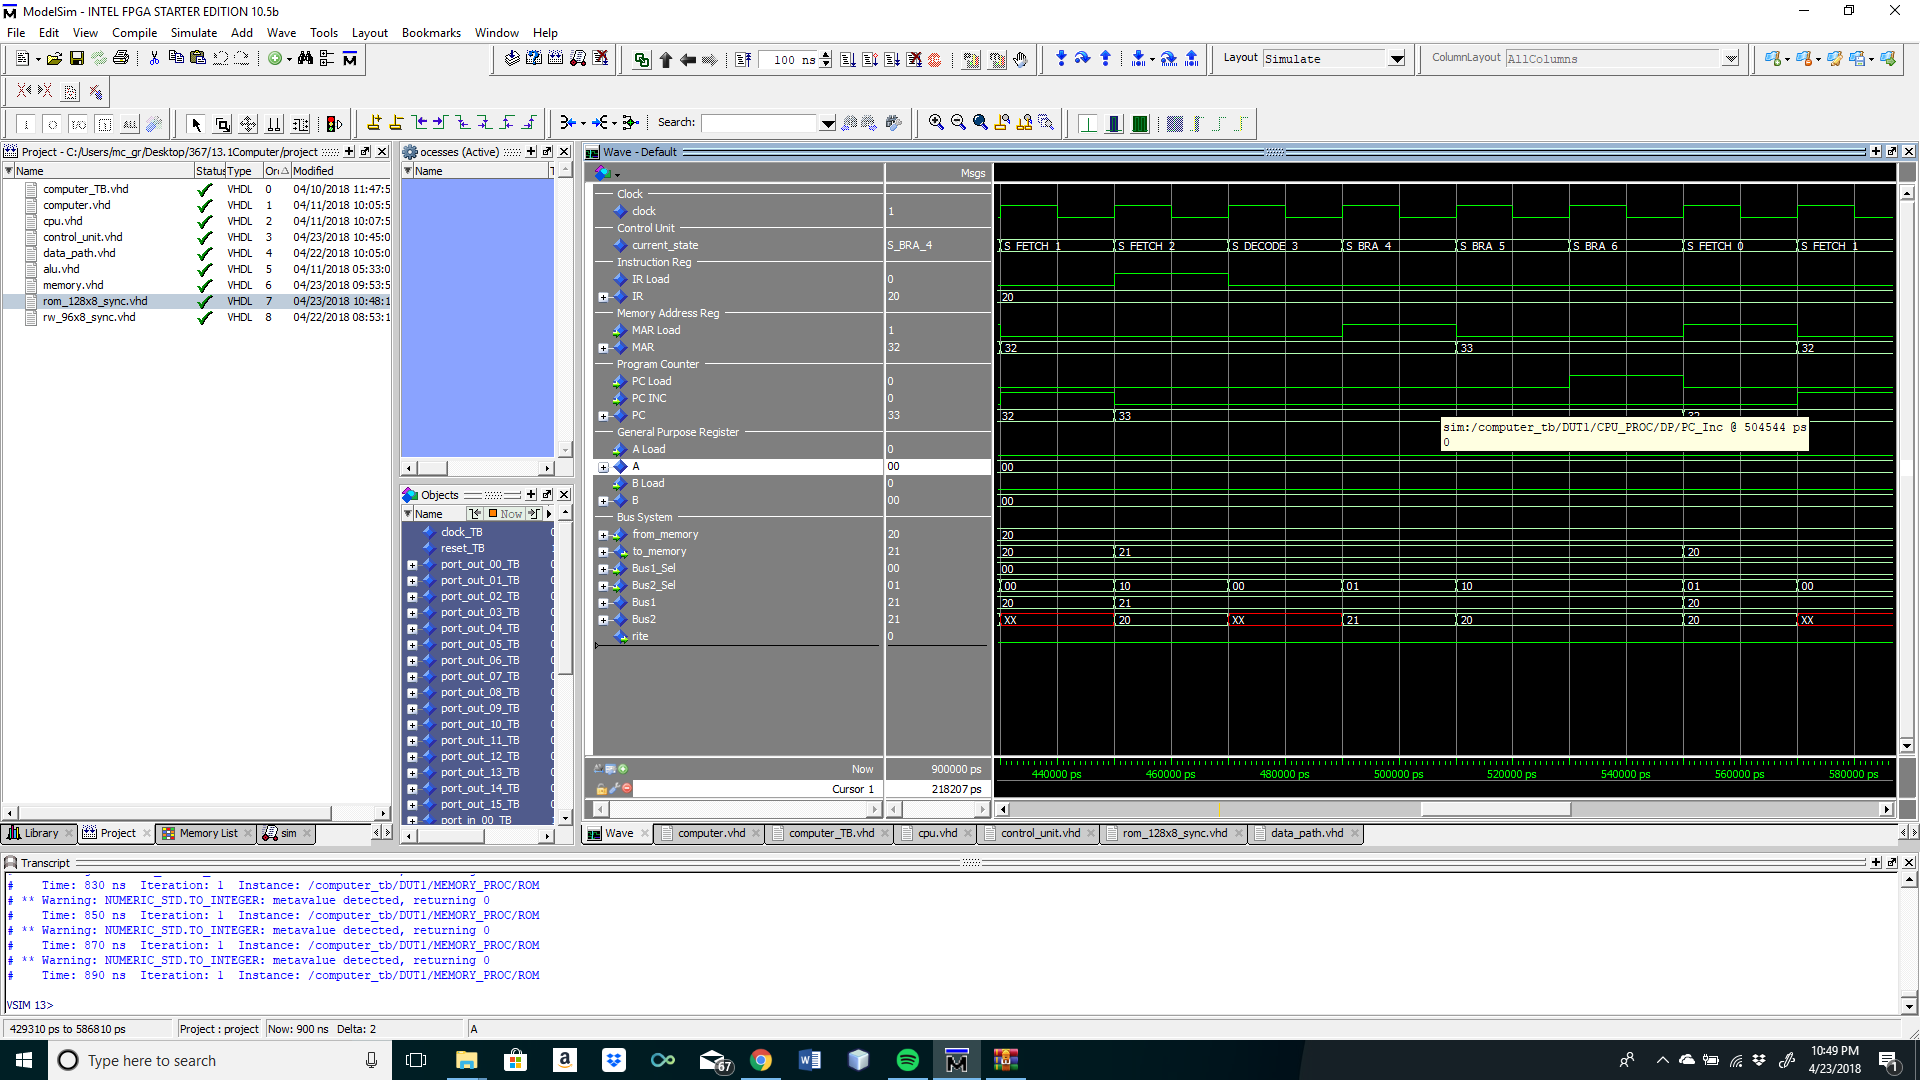 ModelSim - INTEL FPGA STARTER EDITION 10.5b
File Edit View Compile Simulate Add Wave Tools Layout Bookmarks Window Help
100 ns
Layout Simulate
ColumnLayout AllColumns
Search:
Project - C:/Users/mc_gr/Desktop/367/13.1Computer/project
Name Status Type Modified
computer_TB.vhd VHDL 0 04/10/2018 11:47:5
computer.vhd VHDL 1 04/11/2018 10:05:5
cpu.vhd VHDL 2 04/11/2018 10:07:5
control_unit.vhd VHDL 3 04/23/2018 10:45:0
data_path.vhd VHDL 4 04/22/2018 10:05:0
alu.vhd VHDL 5 04/11/2018 05:33:0
memory.vhd VHDL 6 04/23/2018 09:53:5
rom_128x8_sync.vhd VHDL 7 04/23/2018 10:48:1
rw_96x8_sync.vhd VHDL 8 04/22/2018 08:53:1
Library Project Memory List sim
ocesses (Active)
Name
Objects
Name Now
clock_TB
reset_TB
port_out_00_TB
port_out_01_TB
port_out_02_TB
port_out_03_TB
port_out_04_TB
port_out_05_TB
port_out_06_TB
port_out_07_TB
port_out_08_TB
port_out_09_TB
port_out_10_TB
port_out_11_TB
port_out_12_TB
port_out_13_TB
port_out_14_TB
port_out_15_TB
port_in_00_TB
Wave - Default
Msgs
Clock
clock 1
Control Unit
current_state S_BRA_4 S_FETCH_1 S_FETCH_2 S_DECODE_3 S_BRA_4 S_BRA_5 S_BRA_6 S_FETCH_0 S_FETCH_1
Instruction Reg
IR Load 0
IR 20 20
Memory Address Reg
MAR Load 1
MAR 32 32 33 32
Program Counter
PC Load 0
PC INC 0
PC 33 32 33
sim:/computer_tb/DUT1/CPU_PROC/DP/PC_Inc @ 504544 ps
0
General Purpose Register
A Load 0
A 00 00
B Load 0
B 00 00
Bus System
from_memory 20 20
to_memory 21 20 21 20
Bus1_Sel 00 00
Bus2_Sel 01 00 10 00 01 10 01 00
Bus1 21 20 21 20
Bus2 21 XX 20 XX 21 20 20 XX
rite 0
Now 900000 ps
Cursor 1 218207 ps
440000 ps 460000 ps 480000 ps 500000 ps 520000 ps 540000 ps 560000 ps 580000 ps
Wave computer.vhd computer_TB.vhd cpu.vhd control_unit.vhd rom_128x8_sync.vhd data_path.vhd
Transcript
# Time: 830 ns Iteration: 1 Instance: /computer_tb/DUT1/MEMORY_PROC/ROM
# ** Warning: NUMERIC_STD.TO_INTEGER: metavalue detected, returning 0
# Time: 850 ns Iteration: 1 Instance: /computer_tb/DUT1/MEMORY_PROC/ROM
# ** Warning: NUMERIC_STD.TO_INTEGER: metavalue detected, returning 0
# Time: 870 ns Iteration: 1 Instance: /computer_tb/DUT1/MEMORY_PROC/ROM
# ** Warning: NUMERIC_STD.TO_INTEGER: metavalue detected, returning 0
# Time: 890 ns Iteration: 1 Instance: /computer_tb/DUT1/MEMORY_PROC/ROM
VSIM 13>
429310 ps to 586810 ps Project : project Now: 900 ns Delta: 2 A
Type here to search
67
10:49 PM
4/23/2018
1